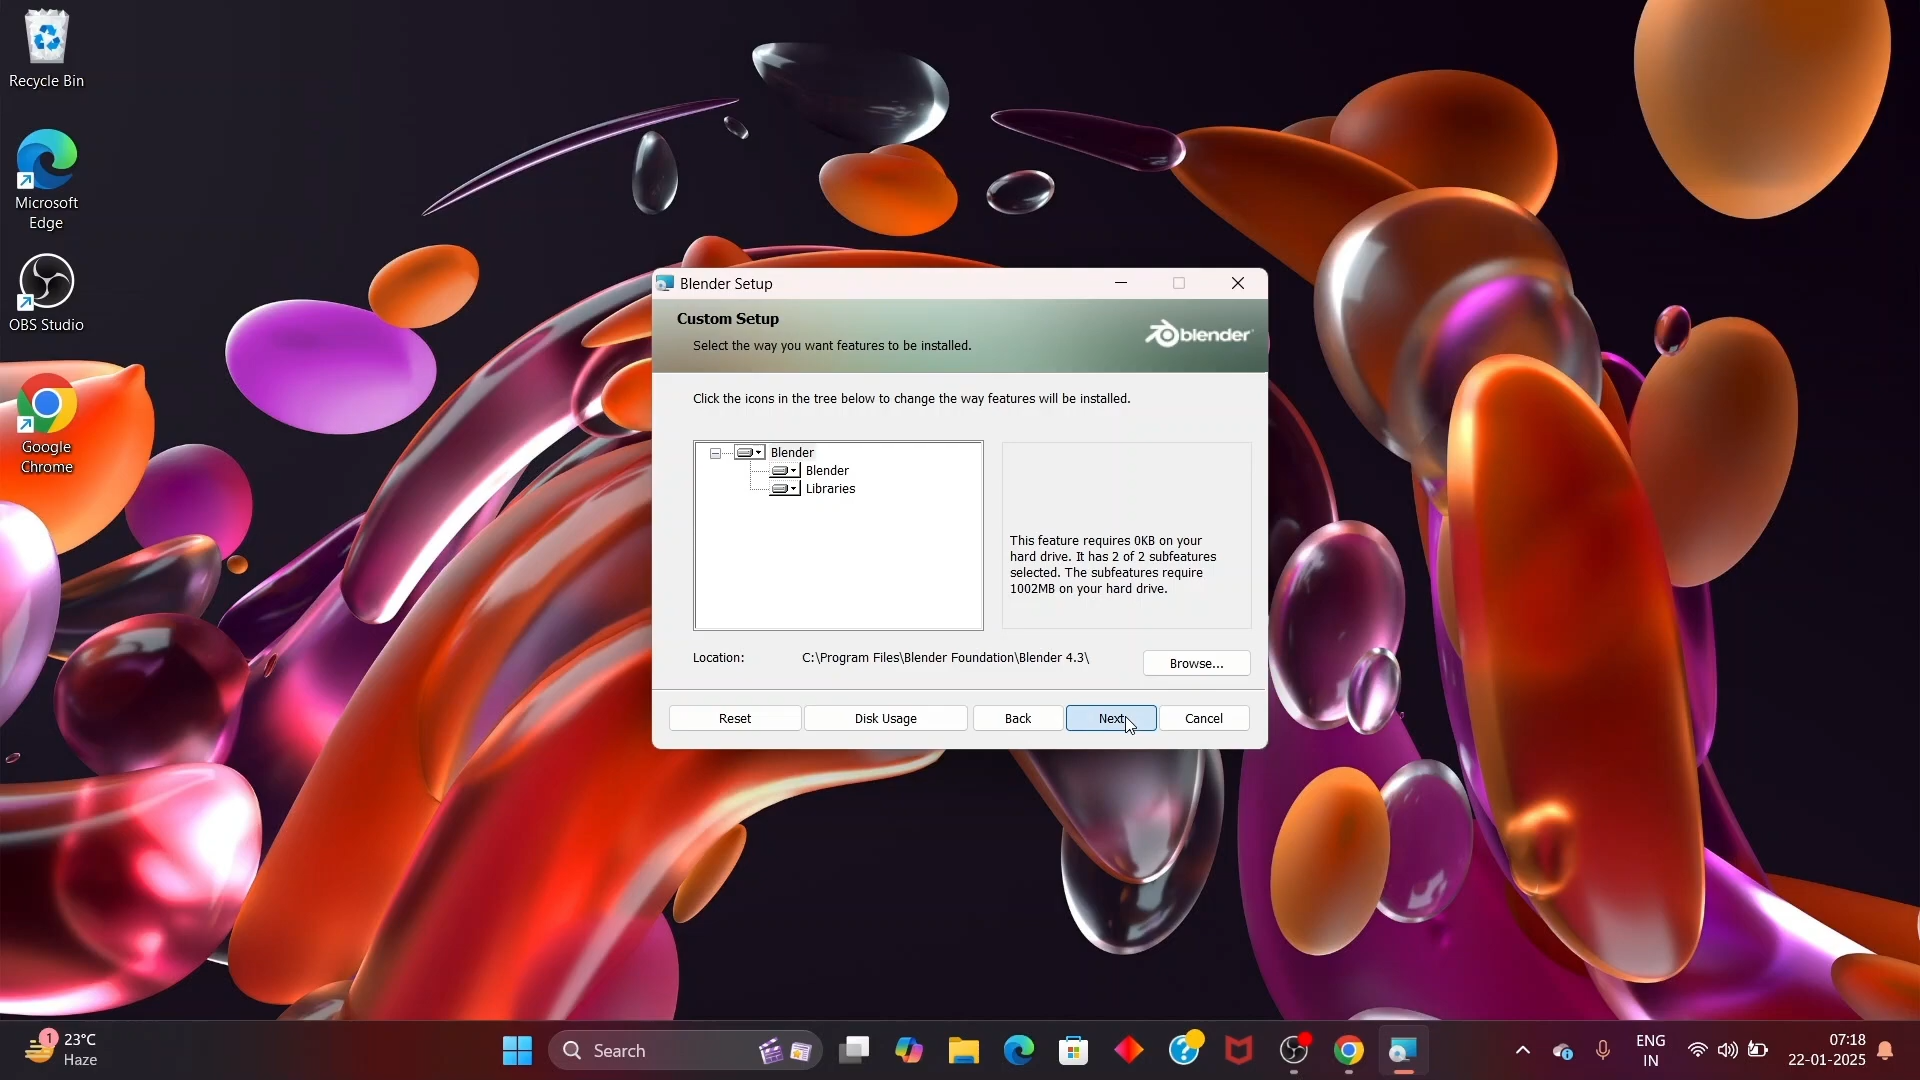 Recycle Bin
Microsoft
Edge
OBS Studio
Google
Chrome
Blender Setup
Custom Setup
Select the way you want features to be installed.
blender
Click the icons in the tree below to change the way features will be installed.
Blender
Blender
Libraries
This feature requires 0KB on your
hard drive. It has 2 of 2 subfeatures
selected. The subfeatures require
1002MB on your hard drive.
Location:
C:\Program Files\Blender Foundation\Blender 4.3\
Browse...
Reset
Disk Usage
Back
Next
Cancel
1
23°C
Haze
Search
ENG
IN
07:18
22-01-2025